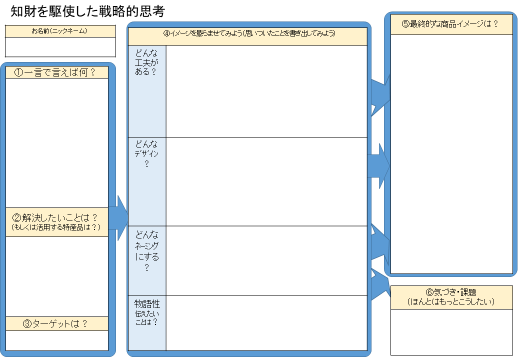 知財を駆使した戦略的思考
お名前(ニックネーム)
①一言で言えば何？
②解決したいことは？
(もしくは活用する特産品は？)
③ターゲットは？
④イメージを膨らませてみよう(思いついたことを書き出してみよう)
どんな
工夫が
ある？
どんな
デザイン
？
どんな
ネーミング
にする
？
物語性
伝えたい
ことは？
⑤最終的な商品イメージは？
⑥気づき・課題
(ほんとはもっとこうしたい)